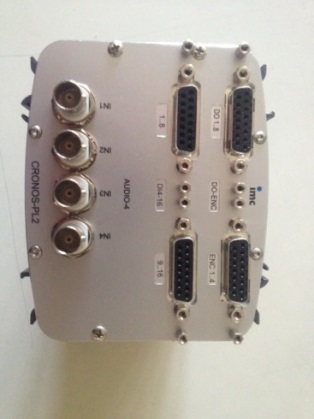 imc
DO 1..8
DO-ENC
ENC 1..4
1..8
DI4-16
9..16
AUDIO-4
IN1
IN2
IN3
IN4
CRONOS-PL2